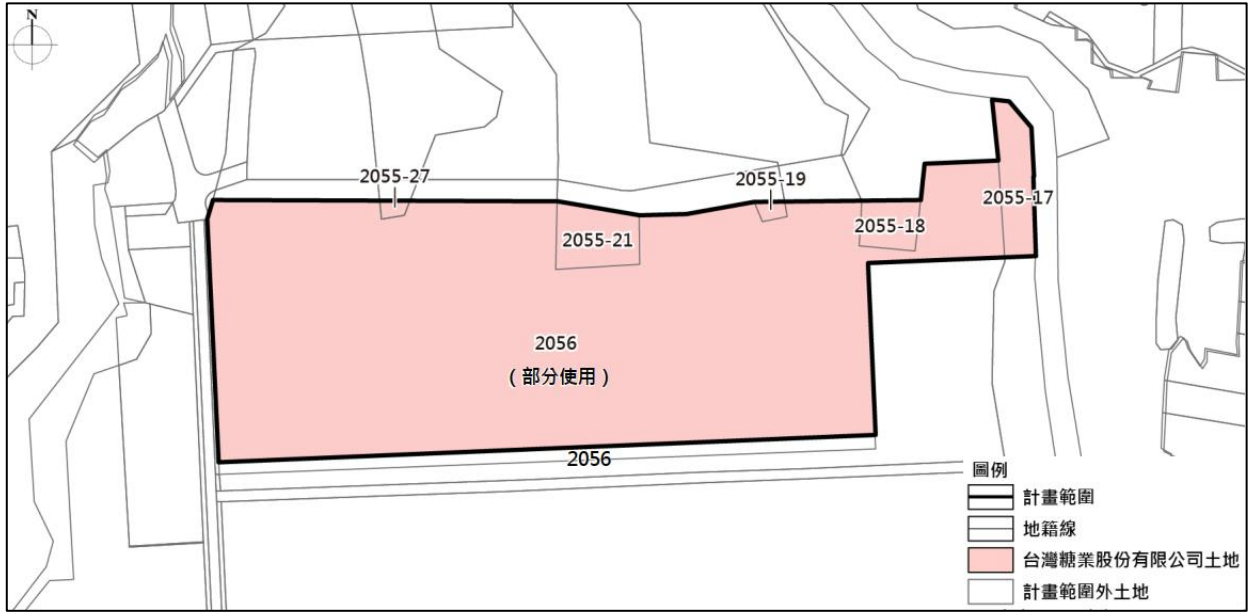 N
2055-27
2055-19
2055-17
2055-18
2055-21
2056
（部分使用）
2056
圖例
計畫範圍
地籍線
台灣糖業股份有限公司土地
計畫範圍外土地